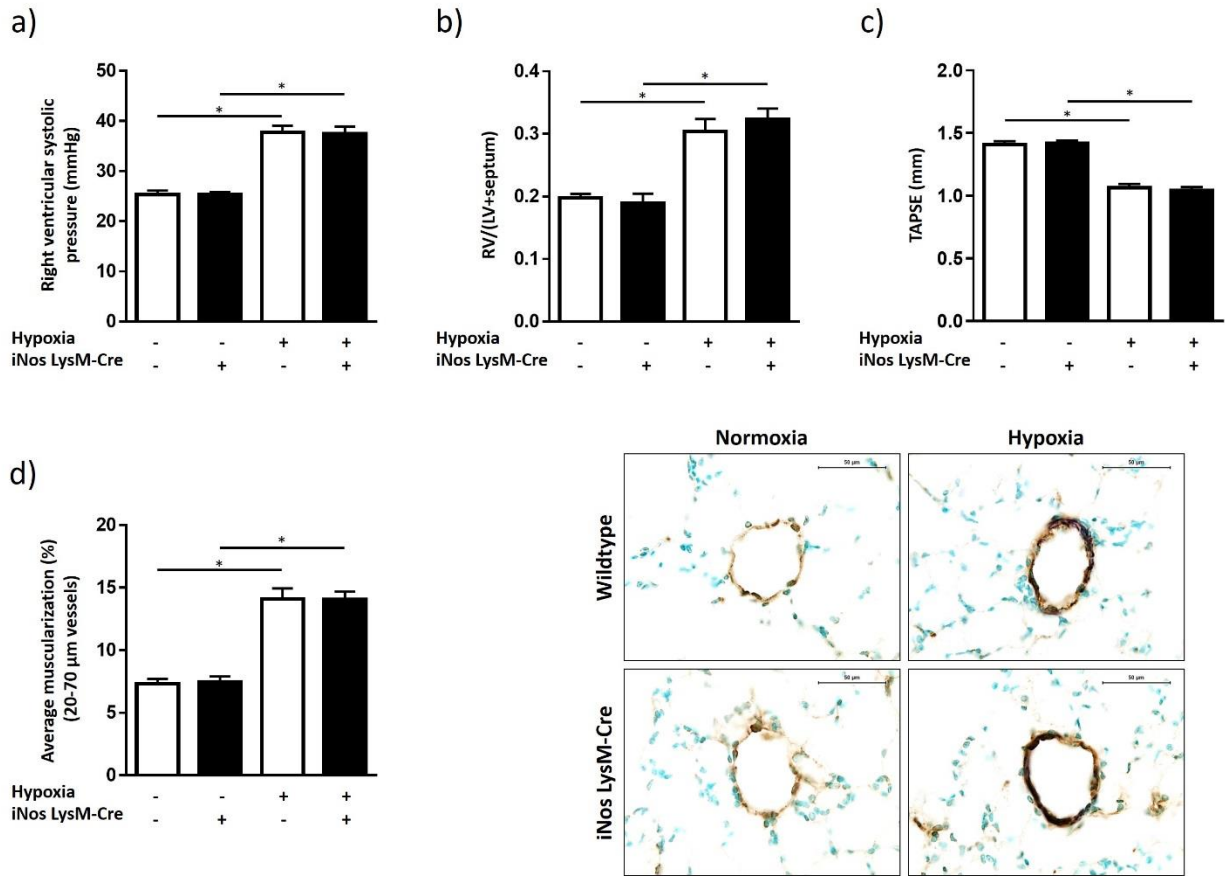 a)
Right ventricular systolic
pressure (mmHg)
50
40
30
20
10
0
*
*
Hypoxia - - + +
iNos LysM-Cre - + - +
b)
RV/(LV+septum)
0.4
0.3
0.2
0.1
0.0
*
*
Hypoxia - - + +
iNos LysM-Cre - + - +
c)
TAPSE (mm)
2.0
1.5
1.0
0.5
0.0
*
*
Hypoxia - - + +
iNos LysM-Cre - + - +
d)
Average muscularization (%)
(20-70 µm vessels)
20
15
10
5
0
*
*
Hypoxia - - + +
iNos LysM-Cre - + - +
Normoxia
Hypoxia
Wildtype
50 µm
50 µm
iNos LysM-Cre
50 µm
50 µm